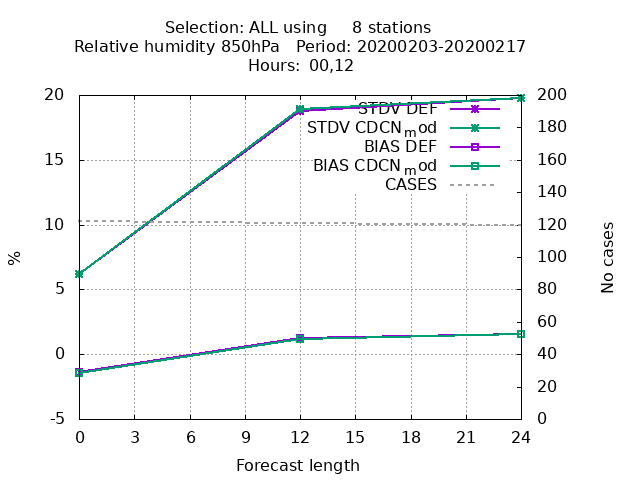 Selection: ALL using     8 stations
Relative humidity 850hPa   Period: 20200203-20200217
Hours: 00,12
20
15
10
5
0
-5
%
200
180
160
140
120
100
80
60
40
20
0
No cases
STDV DEF
STDV CDCNmod
BIAS DEF
BIAS CDCNmod
CASES
0 3 6 9 12 15 18 21 24
Forecast length